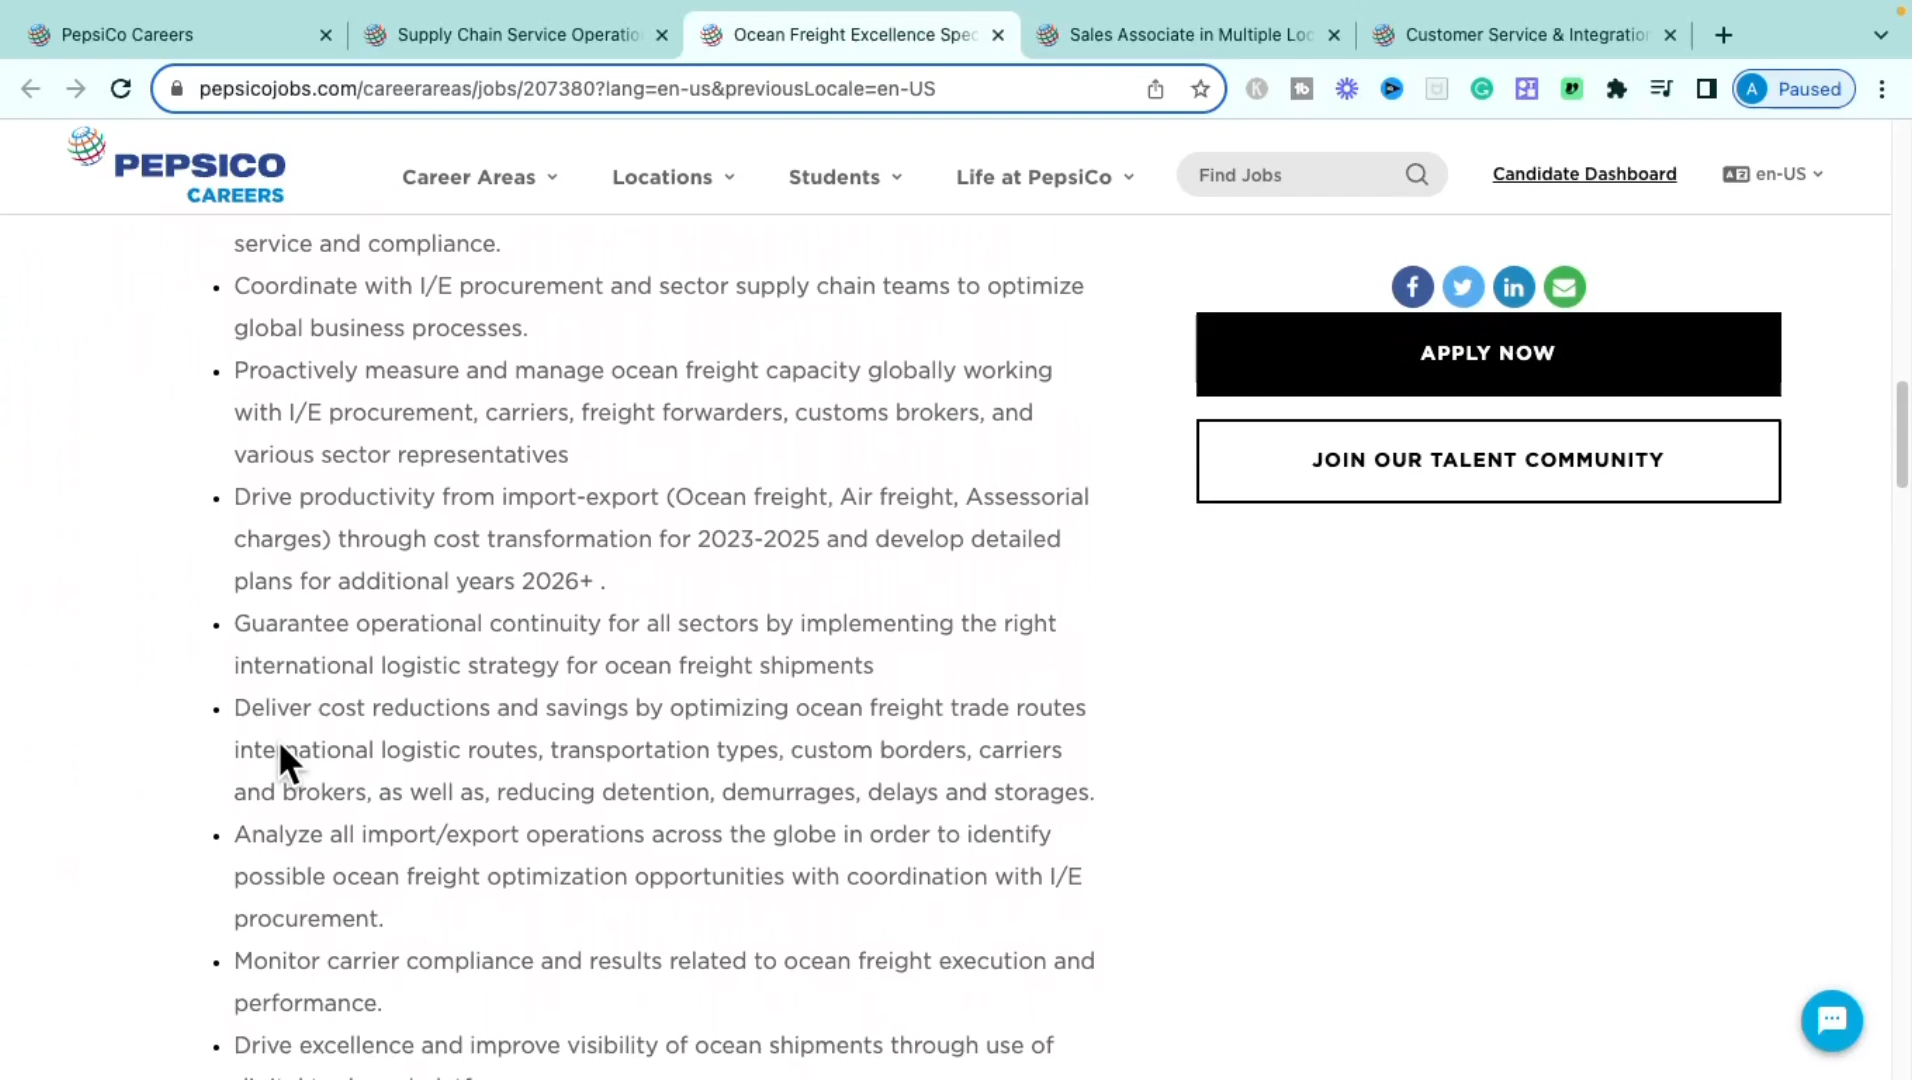 PepsiCo Careers
Supply Chain Service Operatio
Ocean Freight Excellence Spec
Sales Associate in Multiple Loc
Customer Service & Integration
pepsicojobs.com/careerareas/jobs/207380?lang=en-us&previousLocale=en-US
A Paused
PEPSICO
CAREERS
Career Areas
Locations
Students
Life at PepsiCo
Find Jobs
Candidate Dashboard
en-US
service and compliance.
• Coordinate with I/E procurement and sector supply chain teams to optimize
global business processes.
• Proactively measure and manage ocean freight capacity globally working
with I/E procurement, carriers, freight forwarders, customs brokers, and
various sector representatives
• Drive productivity from import-export (Ocean freight, Air freight, Assessorial
charges) through cost transformation for 2023-2025 and develop detailed
plans for additional years 2026+ .
• Guarantee operational continuity for all sectors by implementing the right
international logistic strategy for ocean freight shipments
• Deliver cost reductions and savings by optimizing ocean freight trade routes
international logistic routes, transportation types, custom borders, carriers
and brokers, as well as, reducing detention, demurrages, delays and storages.
• Analyze all import/export operations across the globe in order to identify
possible ocean freight optimization opportunities with coordination with I/E
procurement.
• Monitor carrier compliance and results related to ocean freight execution and
performance.
• Drive excellence and improve visibility of ocean shipments through use of
APPLY NOW
JOIN OUR TALENT COMMUNITY